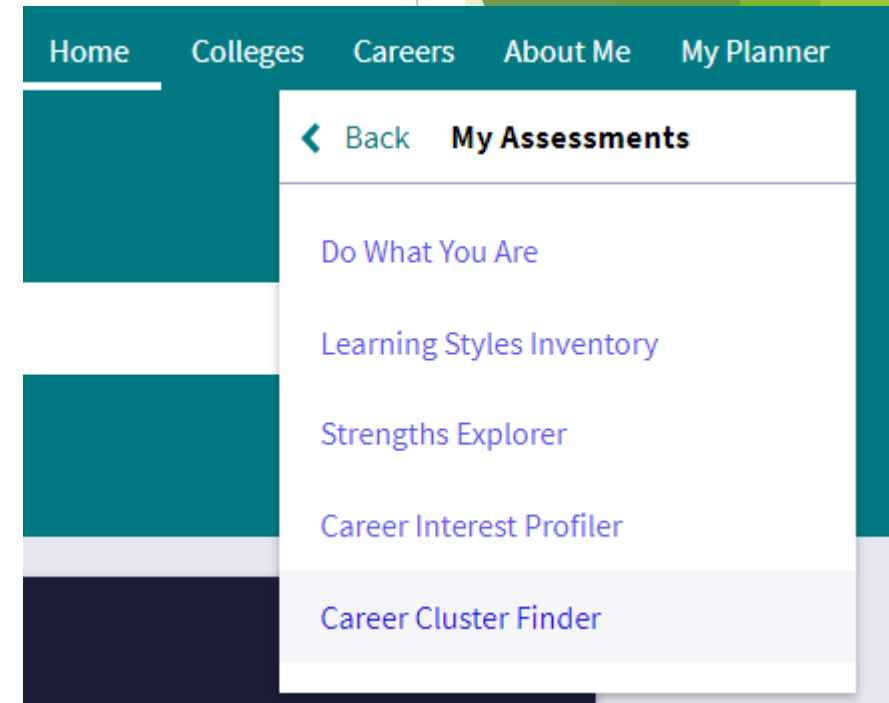 Home Colleges Careers About Me My Planner
Back My Assessments
Do What You Are
Learning Styles Inventory
Strengths Explorer
Career Interest Profiler
Career Cluster Finder